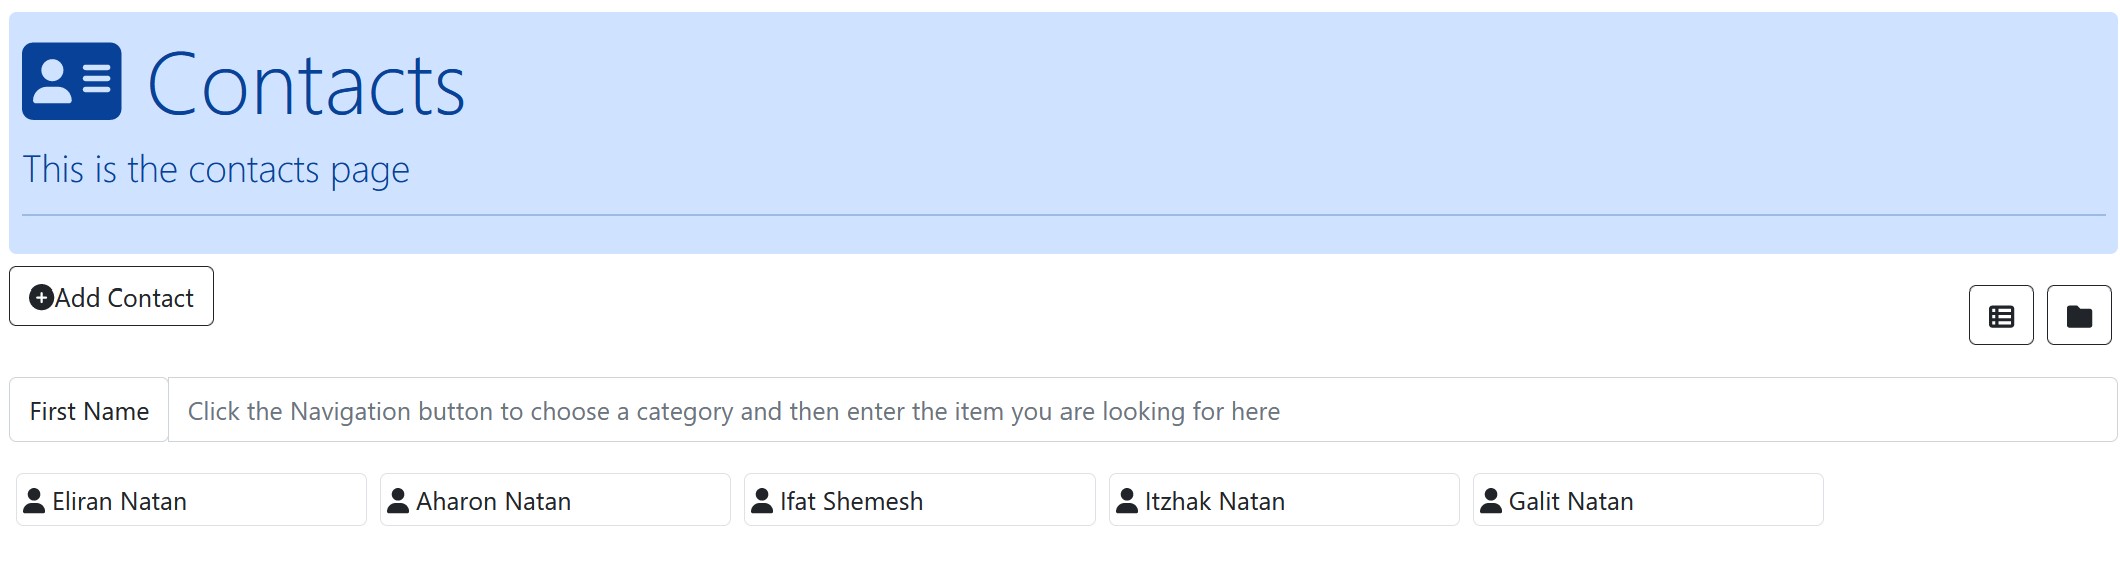 Contacts
This is the contacts page
Add Contact
First Name Click the Navigation button to choose a category and then enter the item you are looking for here
Eliran Natan Aharon Natan Ifat Shemesh Itzhak Natan Galit Natan